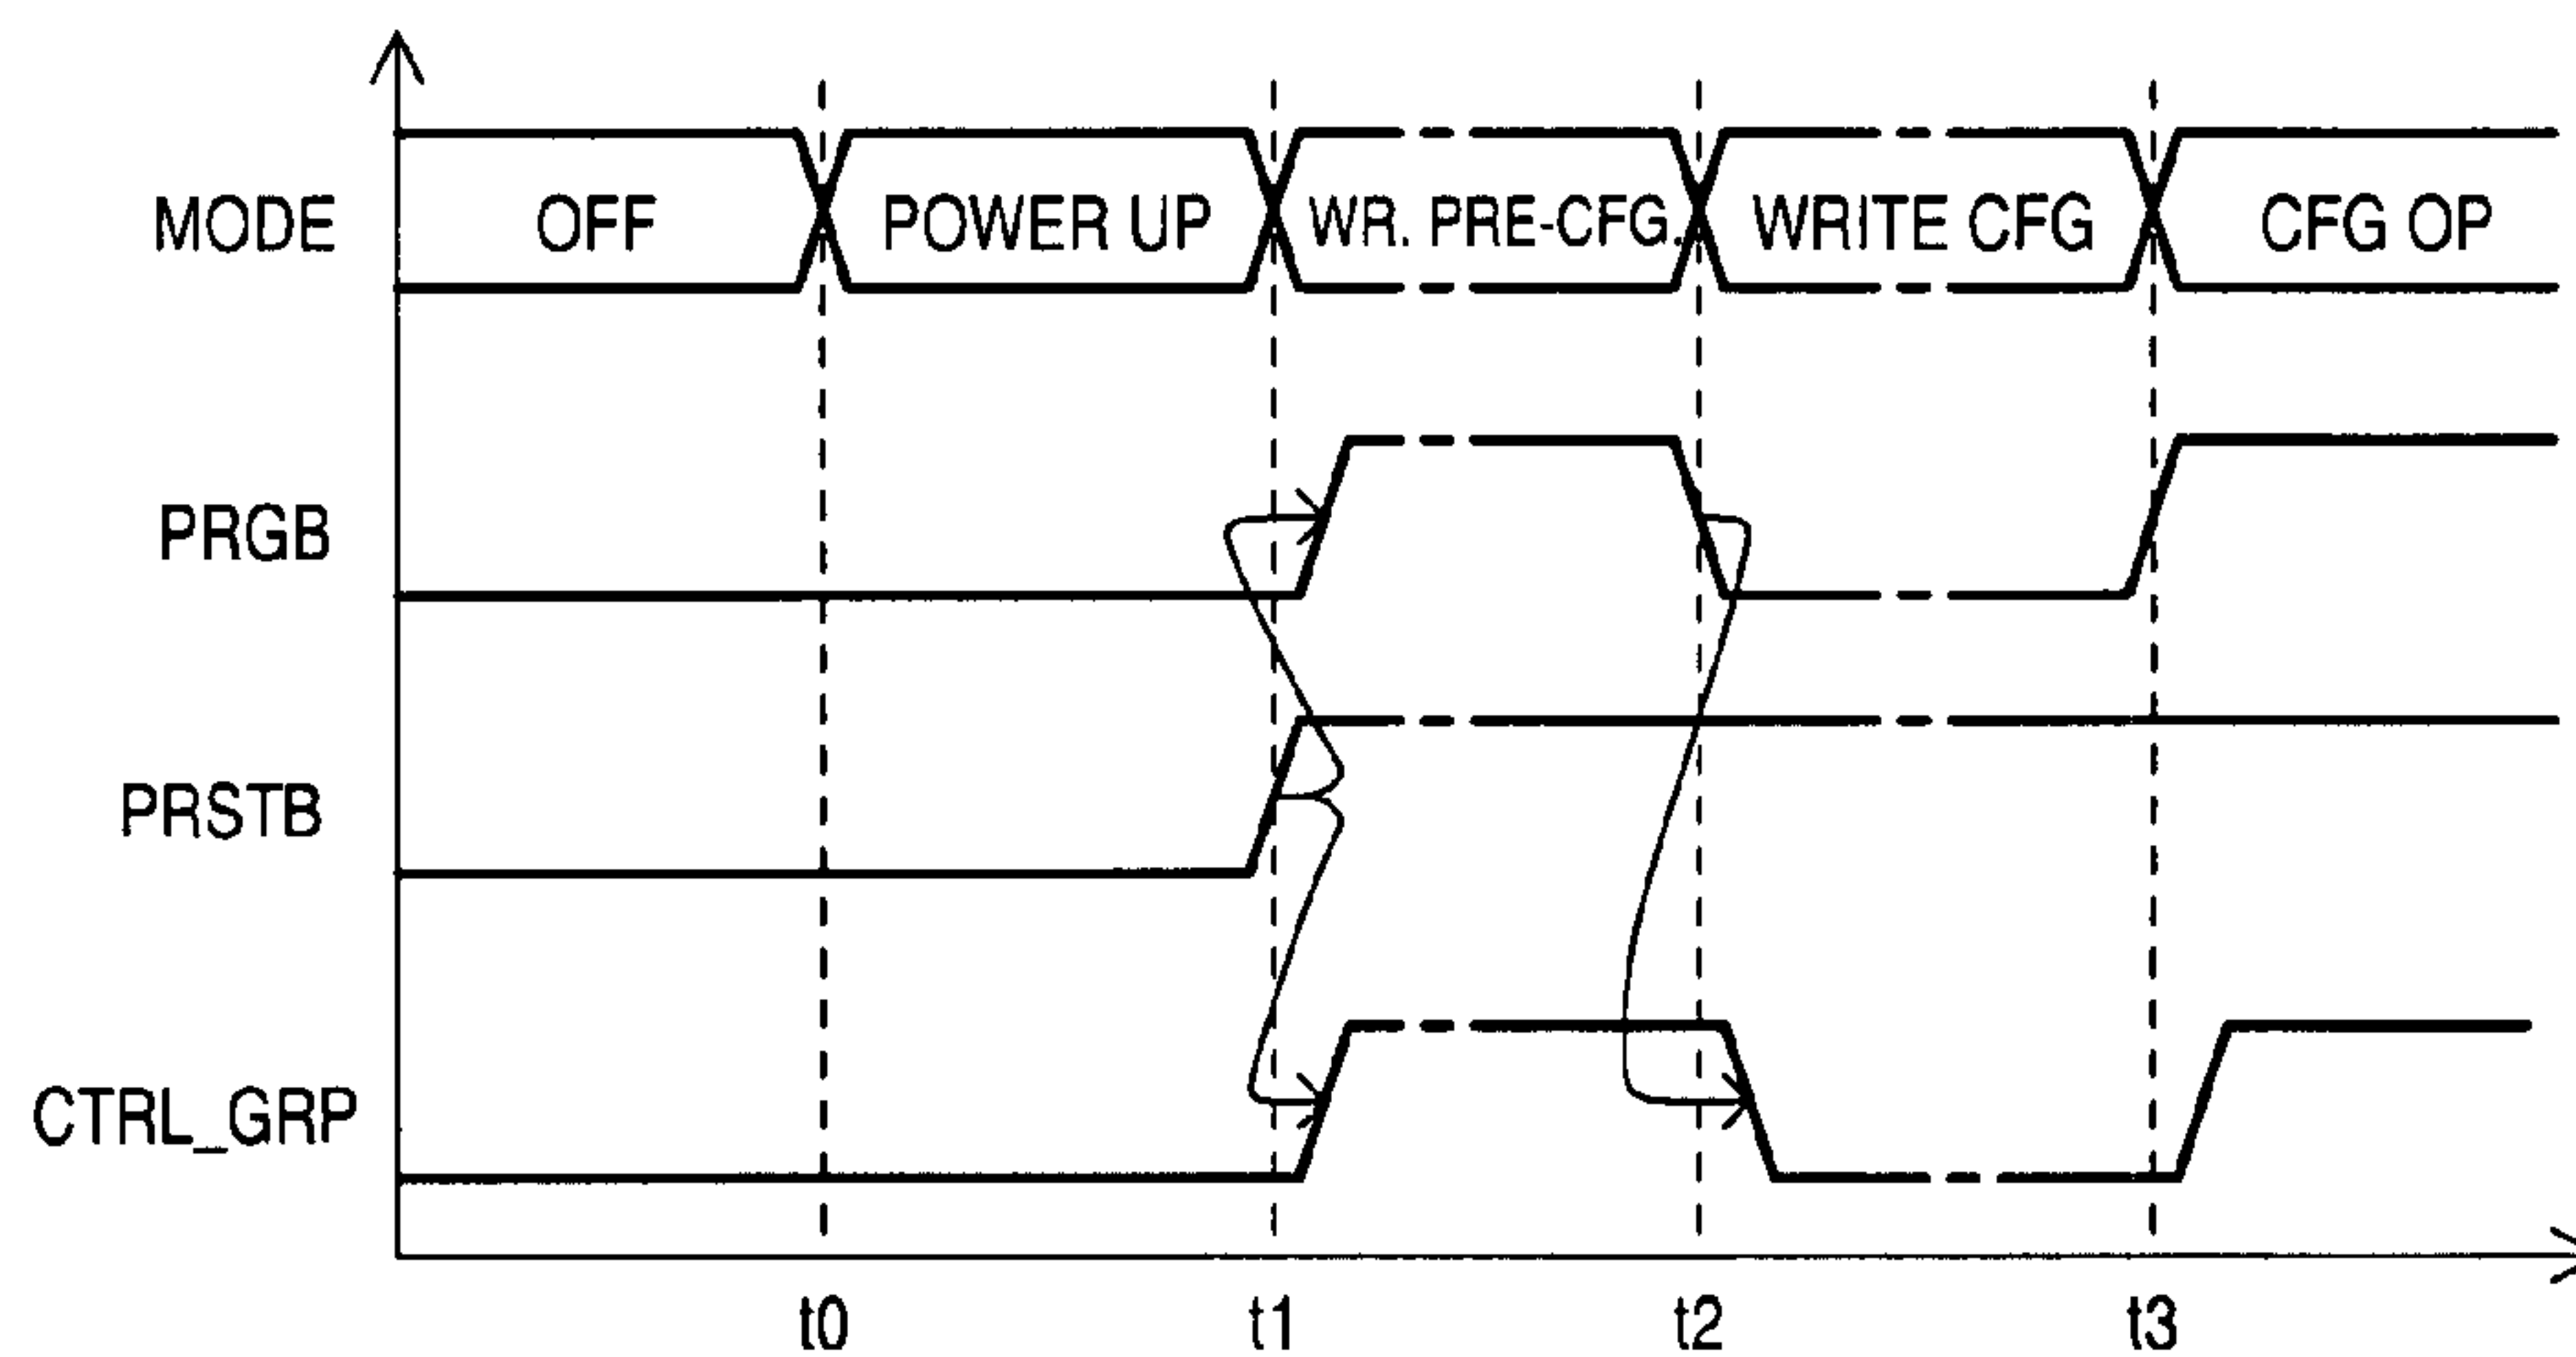 MODE OFF POWER UP WR. PRE-CFG. WRITE CFG CFG OP
PRGB
PRSTB
CTRL_GRP
t0 t1 t2 t3